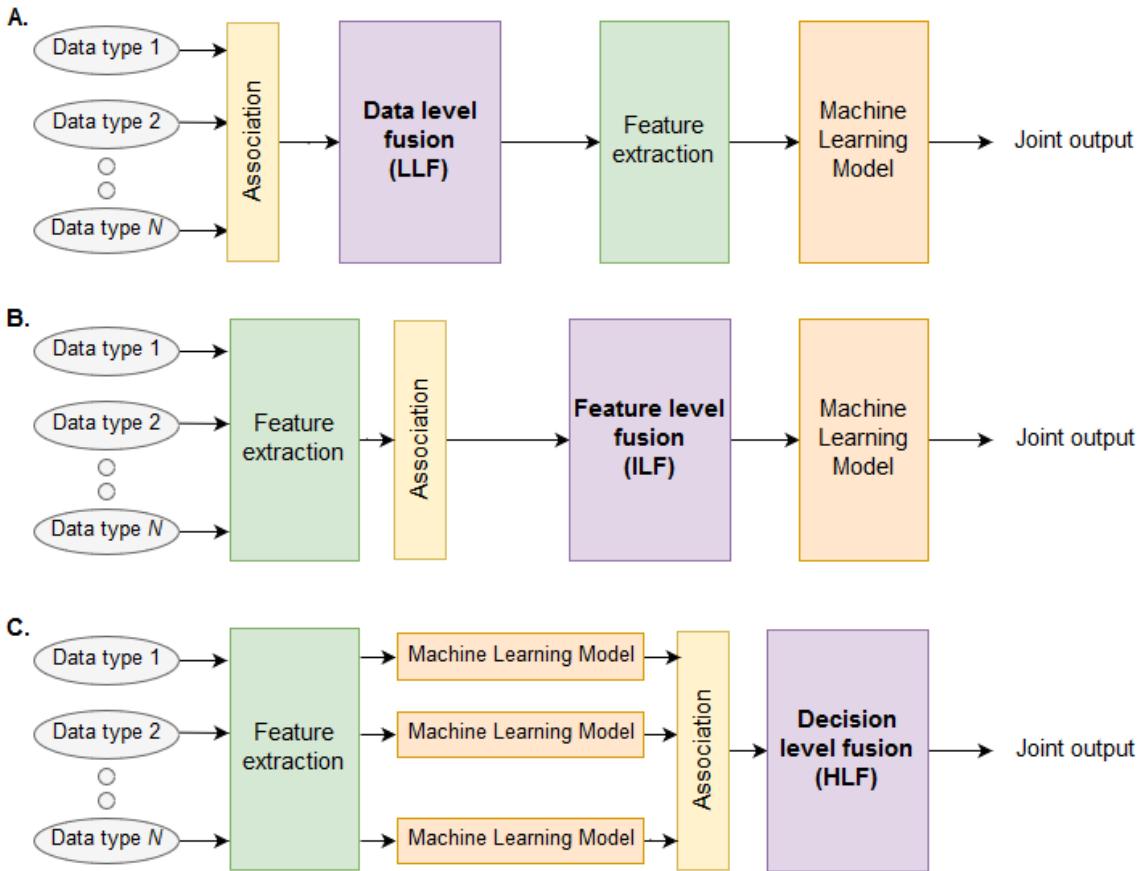 A.
Data type 1
Data type 2
Data type N
Association
Data level
fusion
(LLF)
Feature
extraction
Machine
Learning
Model
Joint output
B.
Data type 1
Data type 2
Data type N
Feature
extraction
Association
Feature level
fusion
(ILF)
Machine
Learning
Model
Joint output
C.
Data type 1
Data type 2
Data type N
Feature
extraction
Machine Learning Model
Machine Learning Model
Machine Learning Model
Association
Decision
level fusion
(HLF)
Joint output